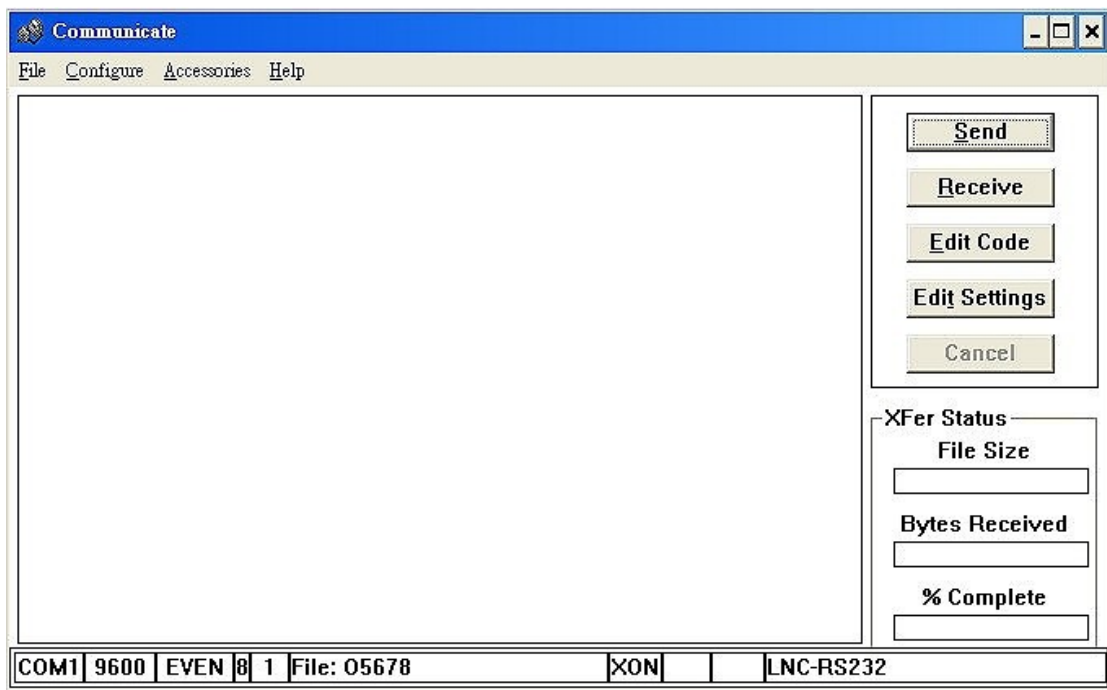 Communicate
File Configure Accessories Help
Send
Receive
Edit Code
Edit Settings
Cancel
XFer Status
File Size
Bytes Received
% Complete
COM1 9600 EVEN 8 1 File: O5678 XON LNC-RS232